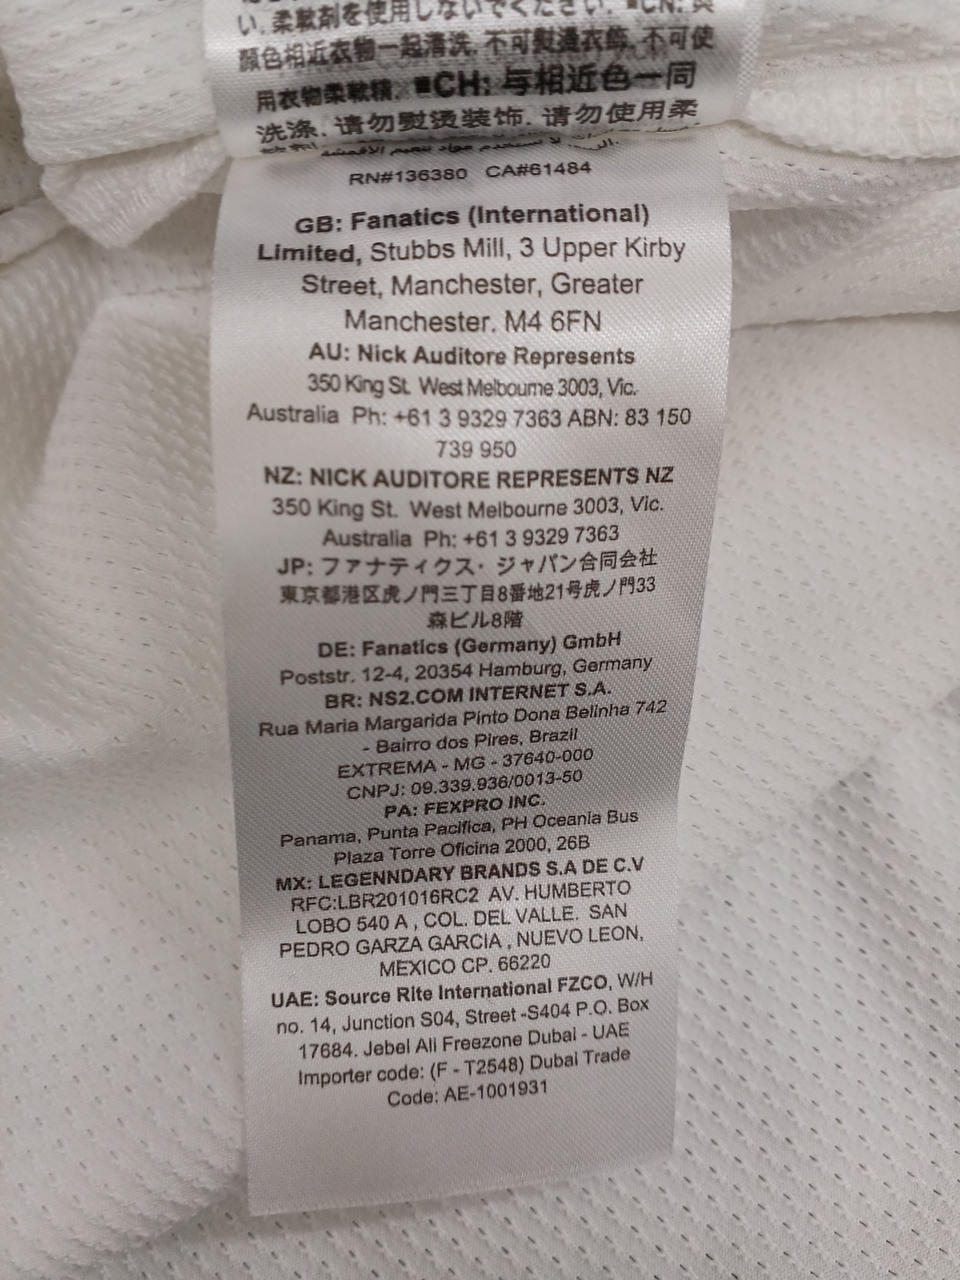 い. 柔軟剤を使用しないでください. ■CN: 與
顔色相近衣物一起清洗. 不可熨燙衣飾. 不可使
用衣物柔軟精. ■CH: 与相近色一同
洗涤. 请勿熨烫装饰. 请勿使用柔
RN#136380 CA#61484
GB: Fanatics (International)
Limited, Stubbs Mill, 3 Upper Kirby
Street, Manchester, Greater
Manchester. M4 6FN
AU: Nick Auditore Represents
350 King St. West Melbourne 3003, Vic.
Australia Ph: +61 3 9329 7363 ABN: 83 150
739 950
NZ: NICK AUDITORE REPRESENTS NZ
350 King St. West Melbourne 3003, Vic.
Australia Ph: +61 3 9329 7363
JP: ファナティクス・ジャパン合同会社
東京都港区虎ノ門三丁目8番地21号虎ノ門33
森ビル8階
DE: Fanatics (Germany) GmbH
Poststr. 12-4, 20354 Hamburg, Germany
BR: NS2.COM INTERNET S.A.
Rua Maria Margarida Pinto Dona Belinha 742
- Bairro dos Pires, Brazil
EXTREMA - MG - 37640-000
CNPJ: 09.339.936/0013-50
PA: FEXPRO INC.
Panama, Punta Pacifica, PH Oceania Bus
Plaza Torre Oficina 2000, 26B
MX: LEGENNDARY BRANDS S.A DE C.V
RFC:LBR201016RC2 AV. HUMBERTO
LOBO 540 A , COL. DEL VALLE. SAN
PEDRO GARZA GARCIA , NUEVO LEON,
MEXICO CP. 66220
UAE: Source Rite International FZCO, W/H
no. 14, Junction S04, Street -S404 P.O. Box
17684. Jebel Ali Freezone Dubai - UAE
Importer code: (F - T2548) Dubai Trade
Code: AE-1001931